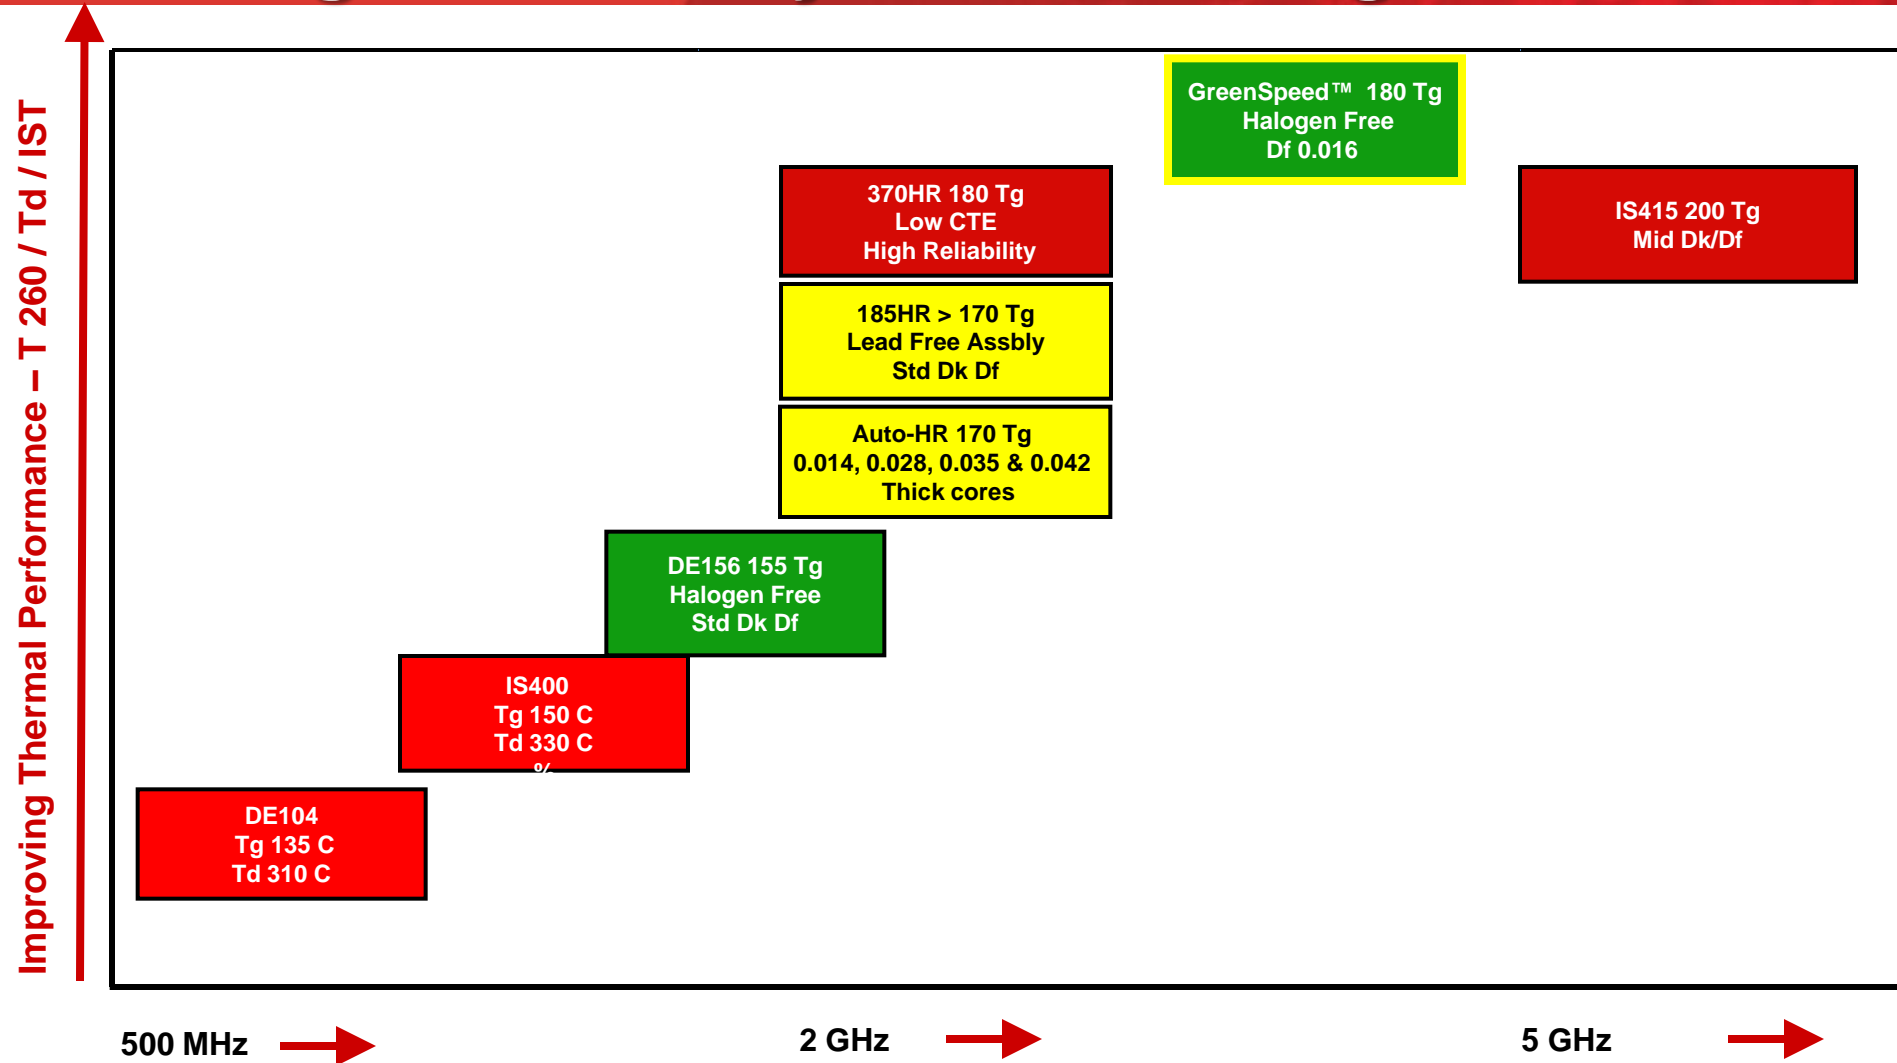 Improving Thermal Performance – T 260 / Td / IST
GreenSpeed™ 180 Tg
Halogen Free
Df 0.016
370HR 180 Tg
Low CTE
High Reliability
IS415 200 Tg
Mid Dk/Df
185HR > 170 Tg
Lead Free Assbly
Std Dk Df
Auto-HR 170 Tg
0.014, 0.028, 0.035 & 0.042
Thick cores
DE156 155 Tg
Halogen Free
Std Dk Df
IS400
Tg 150 C
Td 330 C
%
DE104
Tg 135 C
Td 310 C
500 MHz
2 GHz
5 GHz